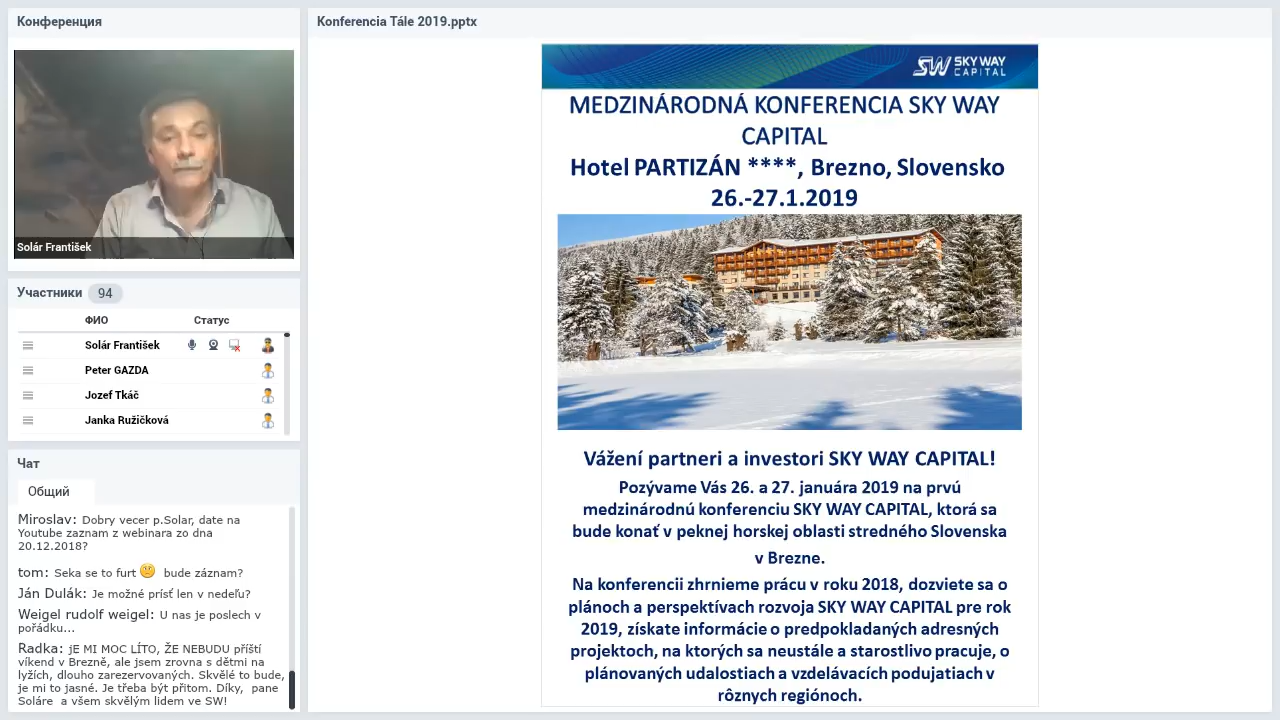 Конференция
Solár František
Участники 94
ФИО Статус
Solár František
Peter GAZDA
Jozef Tkáč
Janka Ružičková
Чат
Общий
Miroslav: Dobry vecer p.Solar, date na
Youtube zaznam z webinara zo dna
20.12.2018?
tom: Seka se to furt bude záznam?
Ján Dulák: Je možné prísť len v nedeľu?
Weigel rudolf weigel: U nas je poslech v
pořádku...
Radka: jE MI MOC LÍTO, ŽE NEBUDU příští
víkend v Brezně, ale jsem zrovna s dětmi na
lyžích, dlouho zarezervovaných. Skvělé to bude,
je mi to jasné. Je třeba být přitom. Díky, pane
Soláre a všem skvělým lidem ve SW!
Konferencia Tále 2019.pptx
SW SKY WAY
CAPITAL
MEDZINÁRODNÁ KONFERENCIA SKY WAY
CAPITAL
Hotel PARTIZÁN ****, Brezno, Slovensko
26.-27.1.2019
Vážení partneri a investori SKY WAY CAPITAL!
Pozývame Vás 26. a 27. januára 2019 na prvú
medzinárodnú konferenciu SKY WAY CAPITAL, ktorá sa
bude konať v peknej horskej oblasti stredného Slovenska
v Brezne.
Na konferencii zhrnieme prácu v roku 2018, dozviete sa o
plánoch a perspektívach rozvoja SKY WAY CAPITAL pre rok
2019, získate informácie o predpokladaných adresných
projektoch, na ktorých sa neustále a starostlivo pracuje, o
plánovaných udalostiach a vzdelávacích podujatiach v
rôznych regiónoch.